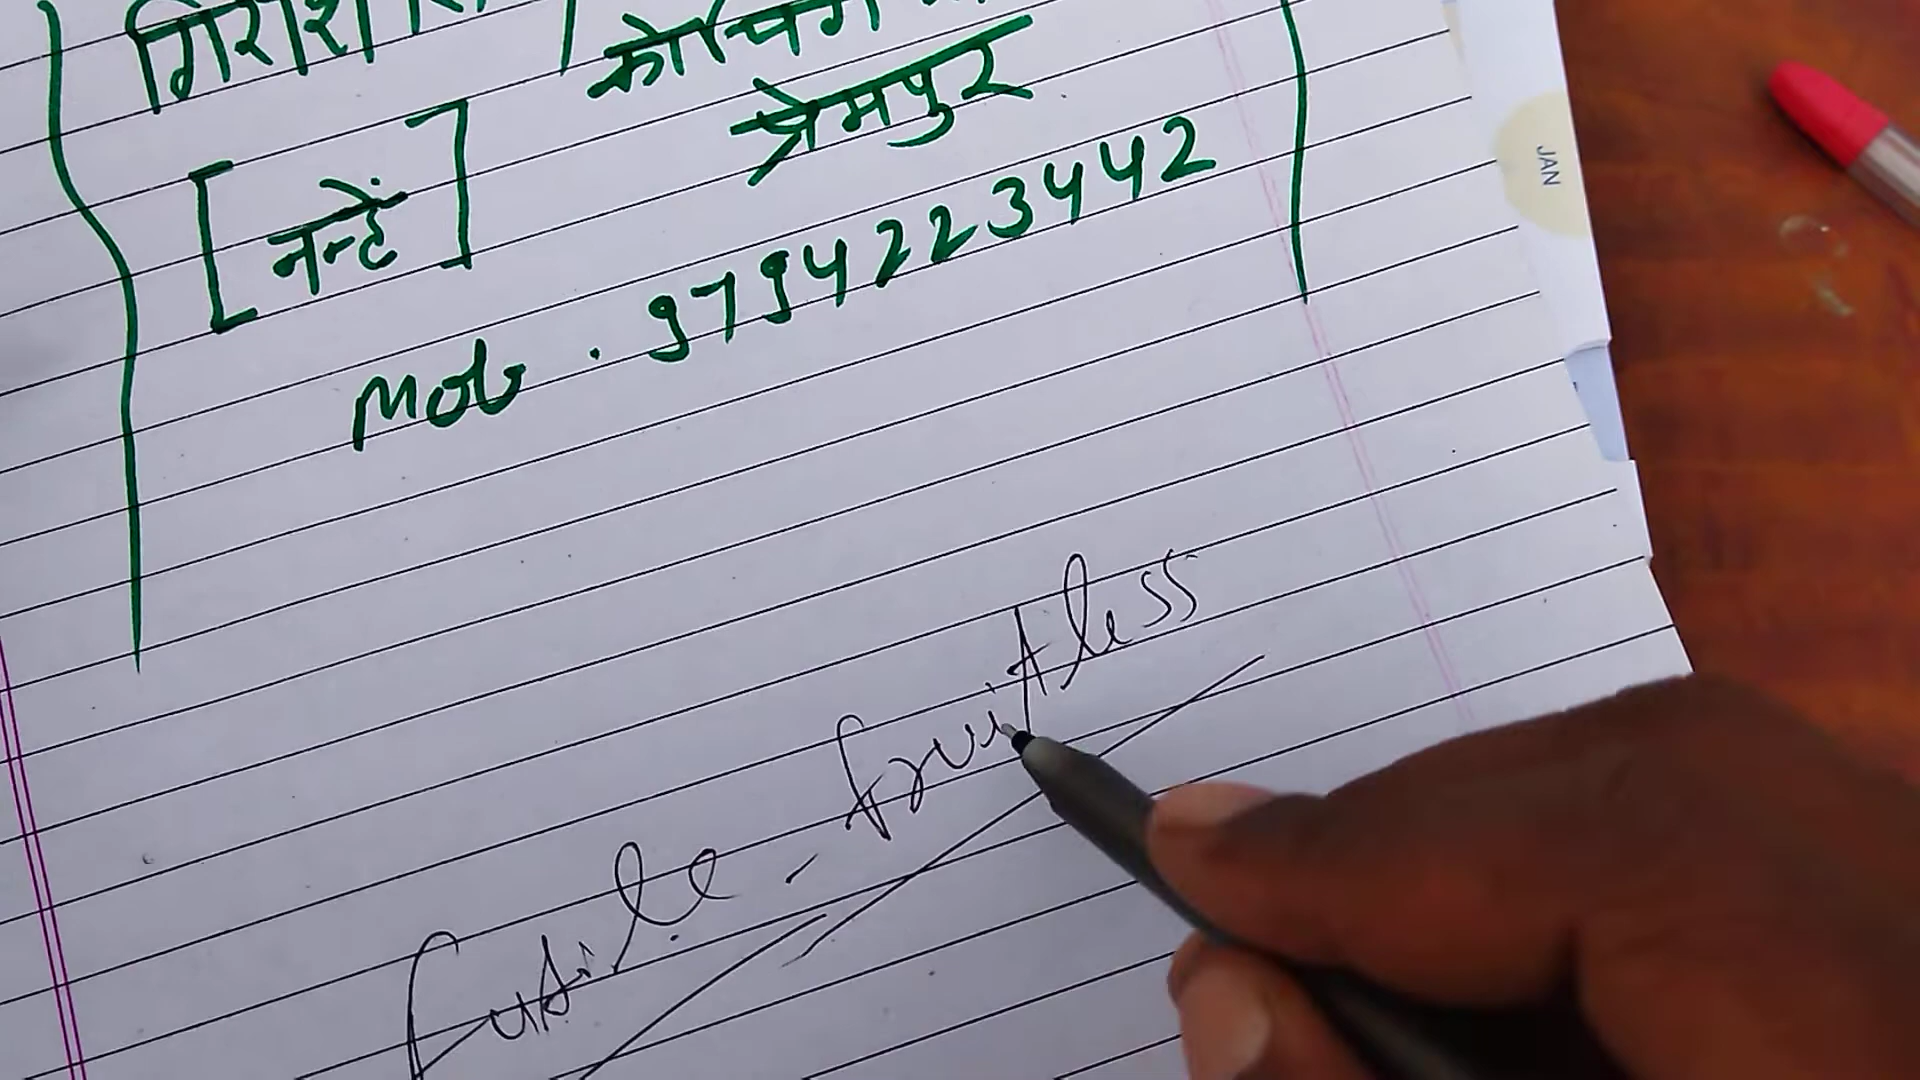 कोचिंग
प्रेमपुर
[नन्हें]
Mob. 9794223442
futile - fruitless
JAN